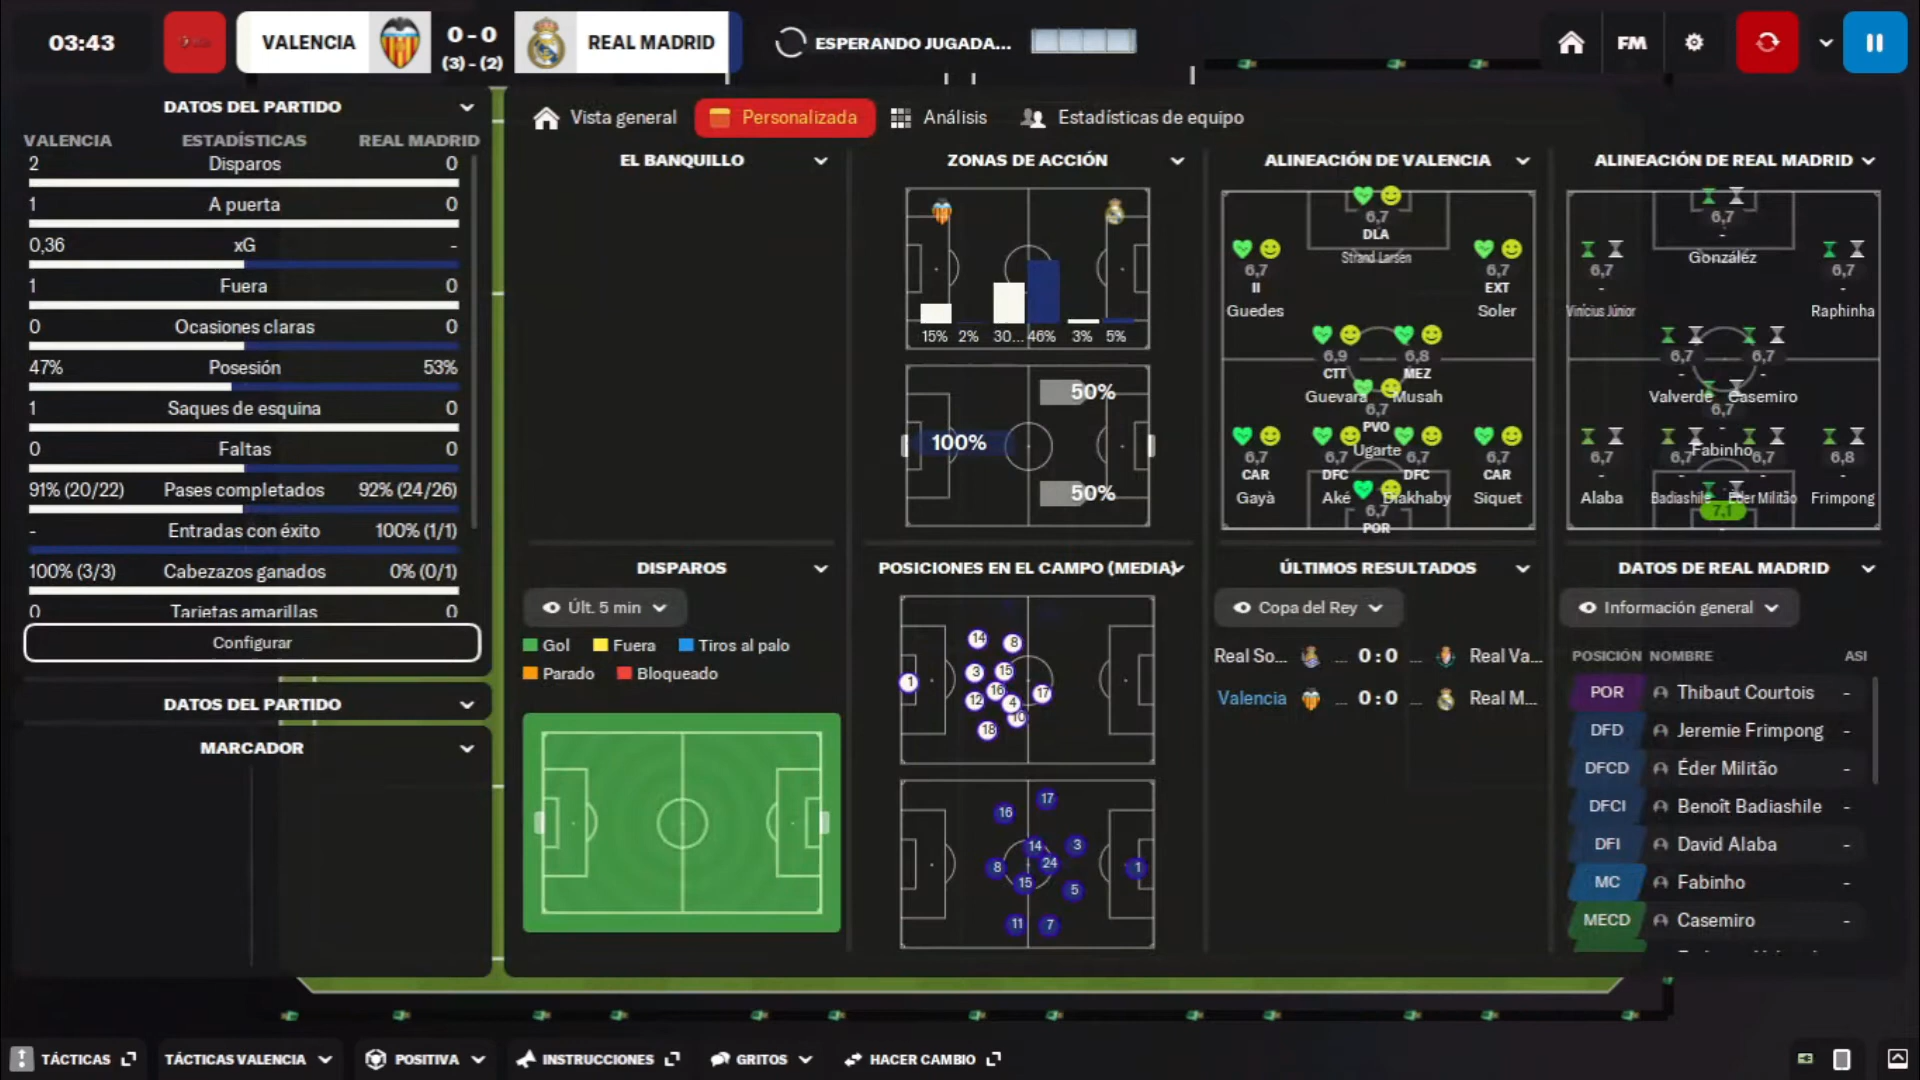 03:43
VALENCIA
0 - 0
(3) - (2)
REAL MADRID
ESPERANDO JUGADA...
FM
DATOS DEL PARTIDO
VALENCIA ESTADÍSTICAS REAL MADRID
2 Disparos 0
1 A puerta 0
0,36 xG -
1 Fuera 0
0 Ocasiones claras 0
47% Posesión 53%
1 Saques de esquina 0
0 Faltas 0
91% (20/22) Pases completados 92% (24/26)
- Entradas con éxito 100% (1/1)
100% (3/3) Cabezazos ganados 0% (0/1)
0 Tarjetas amarillas 0
Configurar
DATOS DEL PARTIDO
MARCADOR
Vista general Personalizada Análisis Estadísticas de equipo
EL BANQUILLO
ZONAS DE ACCIÓN
15% 2% 30... 46% 3% 5%
50%
100%
50%
ALINEACIÓN DE VALENCIA
6,7
DLA
Strand Larsen
6,7 6,7
II EXT
Guedes Soler
6,9 6,8
CTT MEZ
Guevara Musah
6,7
PVO
Ugarte
6,7 6,7 6,7 6,7
CAR DFC DFC CAR
Gayà Aké Diakhaby Siquet
6,7
POR
ALINEACIÓN DE REAL MADRID
6,7
-
Gonzáléz
6,7 6,7
- -
Vinícius Júnior Raphinha
6,7 6,7
- -
Valverde Casemiro
6,7
-
Fabinho
6,7 6,7 6,7 6,8
- - - -
Alaba Badiashile Éder Militão Frimpong
7,1
-
DISPAROS
Últ. 5 min
Gol Fuera Tiros al palo
Parado Bloqueado
POSICIONES EN EL CAMPO (MEDIA)
14 8
3 15
1
16 17
12 4
10
18
17
16
14 3
24
8 1
15
5
11 7
ÚLTIMOS RESULTADOS
Copa del Rey
Real So... ... 0 : 0 ... Real Va...
Valencia ... 0 : 0 ... Real M...
DATOS DE REAL MADRID
Información general
POSICIÓN NOMBRE ASI
POR Thibaut Courtois -
DFD Jeremie Frimpong -
DFCD Éder Militão -
DFCI Benoît Badiashile -
DFI David Alaba -
MC Fabinho -
MECD Casemiro -
TÁCTICAS TÁCTICAS VALENCIA POSITIVA INSTRUCCIONES GRITOS HACER CAMBIO